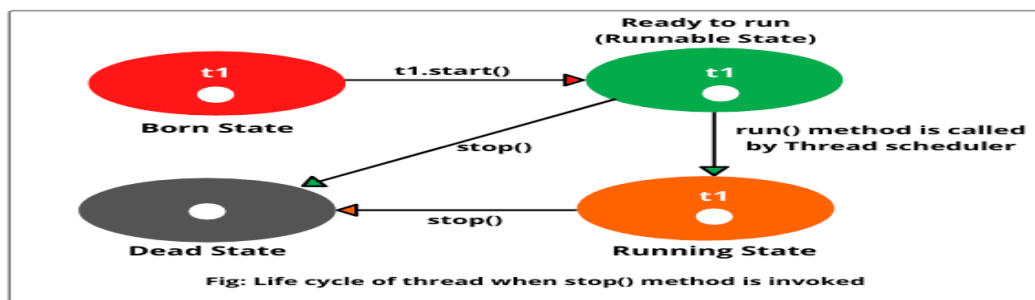 Ready to run
(Runnable State)
t1
t1.start()
t1
Born State
run() method is called
by Thread scheduler
stop()
t1
stop()
Dead State
Running State
Fig: Life cycle of thread when stop() method is invoked